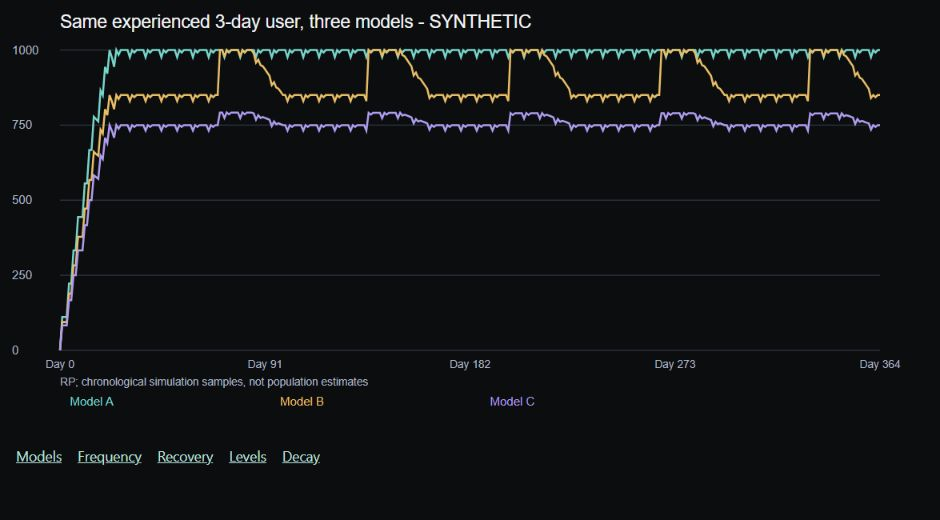 Same experienced 3-day user, three models - SYNTHETIC
1000
750
500
250
0
Day 0 Day 91 Day 182 Day 273 Day 364
RP; chronological simulation samples, not population estimates
Model A Model B Model C
Models Frequency Recovery Levels Decay